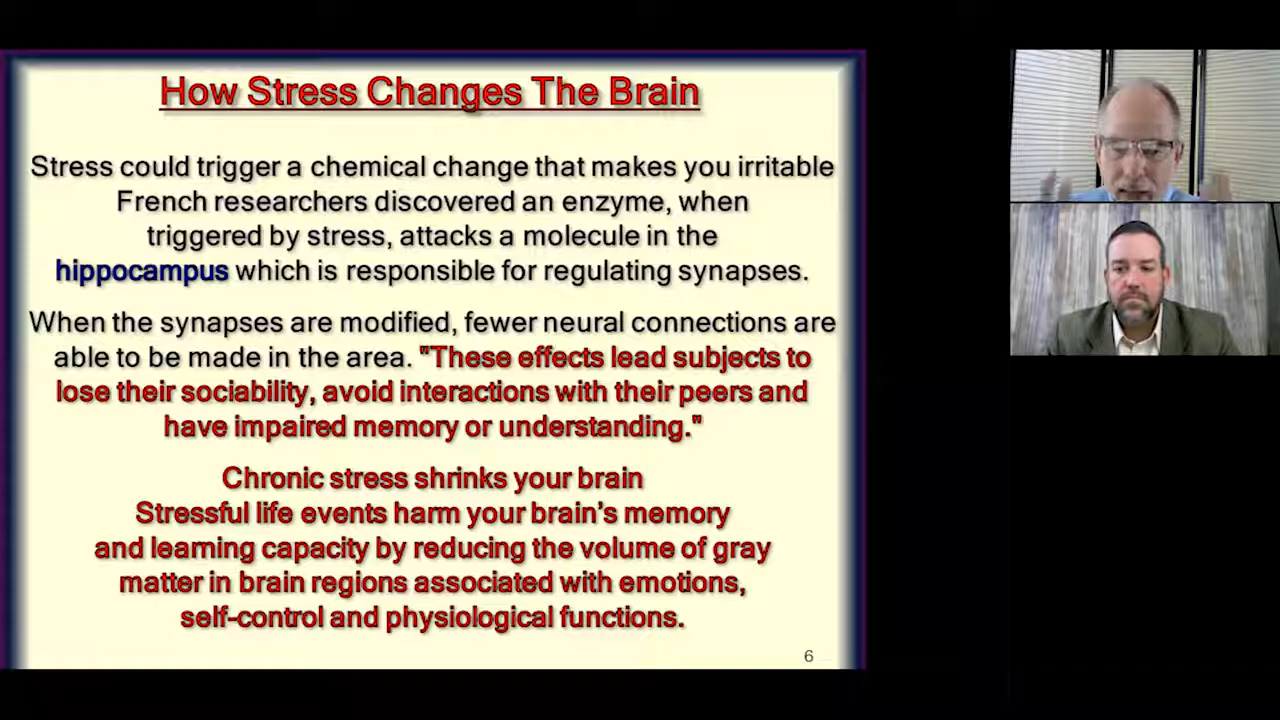 How Stress Changes The Brain
Stress could trigger a chemical change that makes you irritable
French researchers discovered an enzyme, when
triggered by stress, attacks a molecule in the
hippocampus which is responsible for regulating synapses.
When the synapses are modified, fewer neural connections are
able to be made in the area. "These effects lead subjects to
lose their sociability, avoid interactions with their peers and
have impaired memory or understanding."
Chronic stress shrinks your brain
Stressful life events harm your brain’s memory
and learning capacity by reducing the volume of gray
matter in brain regions associated with emotions,
self-control and physiological functions.
6